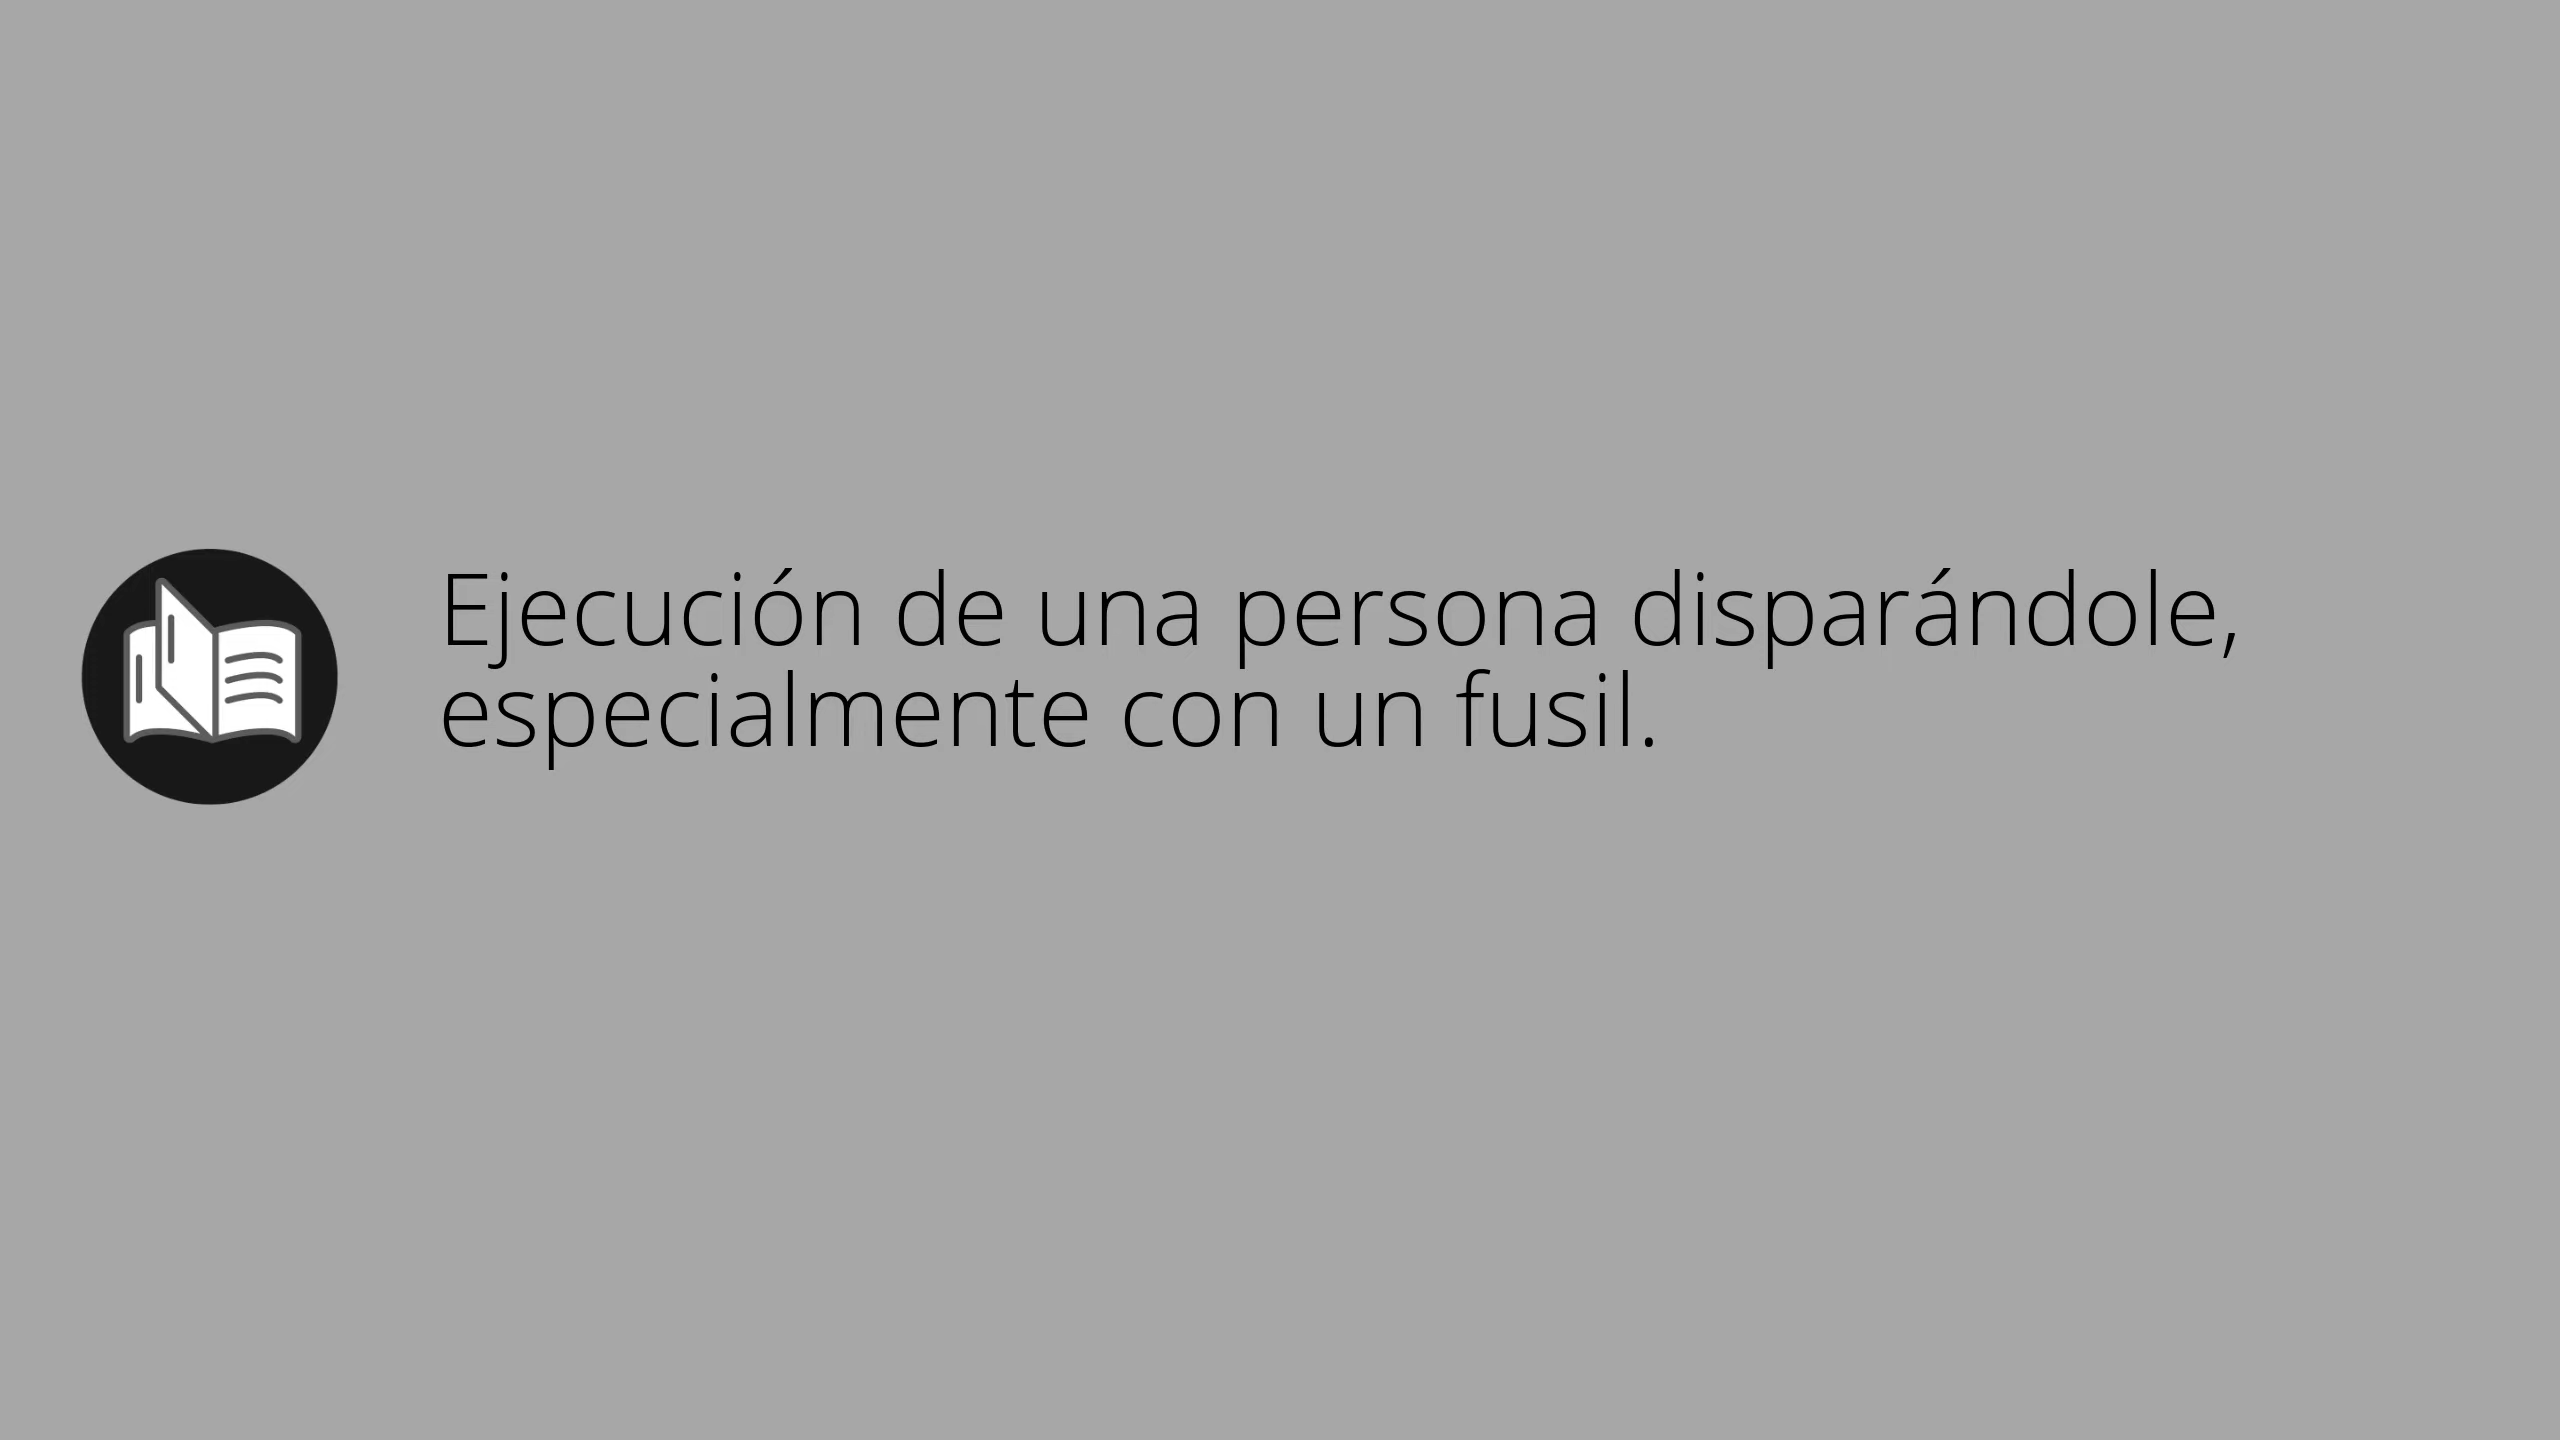 Ejecución de una persona disparándole,
especialmente con un fusil.